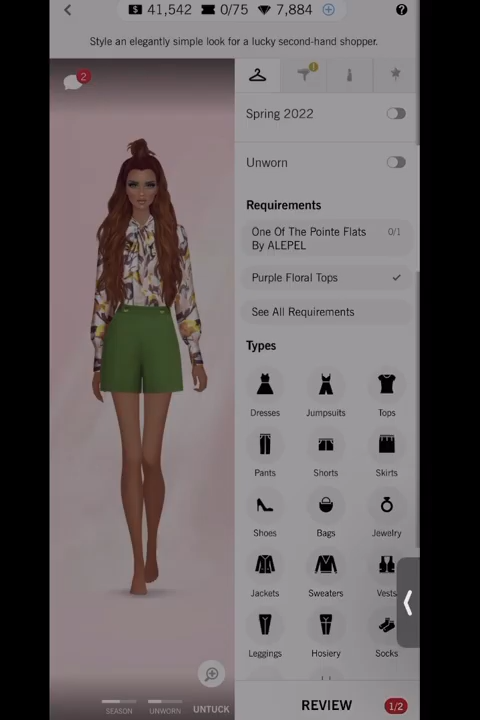 41,542 0/75 7,884
Style an elegantly simple look for a lucky second-hand shopper.
2
Spring 2022
Unworn
Requirements
One Of The Pointe Flats 0/1
By ALEPEL
Purple Floral Tops
See All Requirements
Types
Dresses Jumpsuits Tops
Pants Shorts Skirts
Shoes Bags Jewelry
Jackets Sweaters Vests
Leggings Hosiery Socks
SEASON UNWORN UNTUCK
REVIEW 1/2